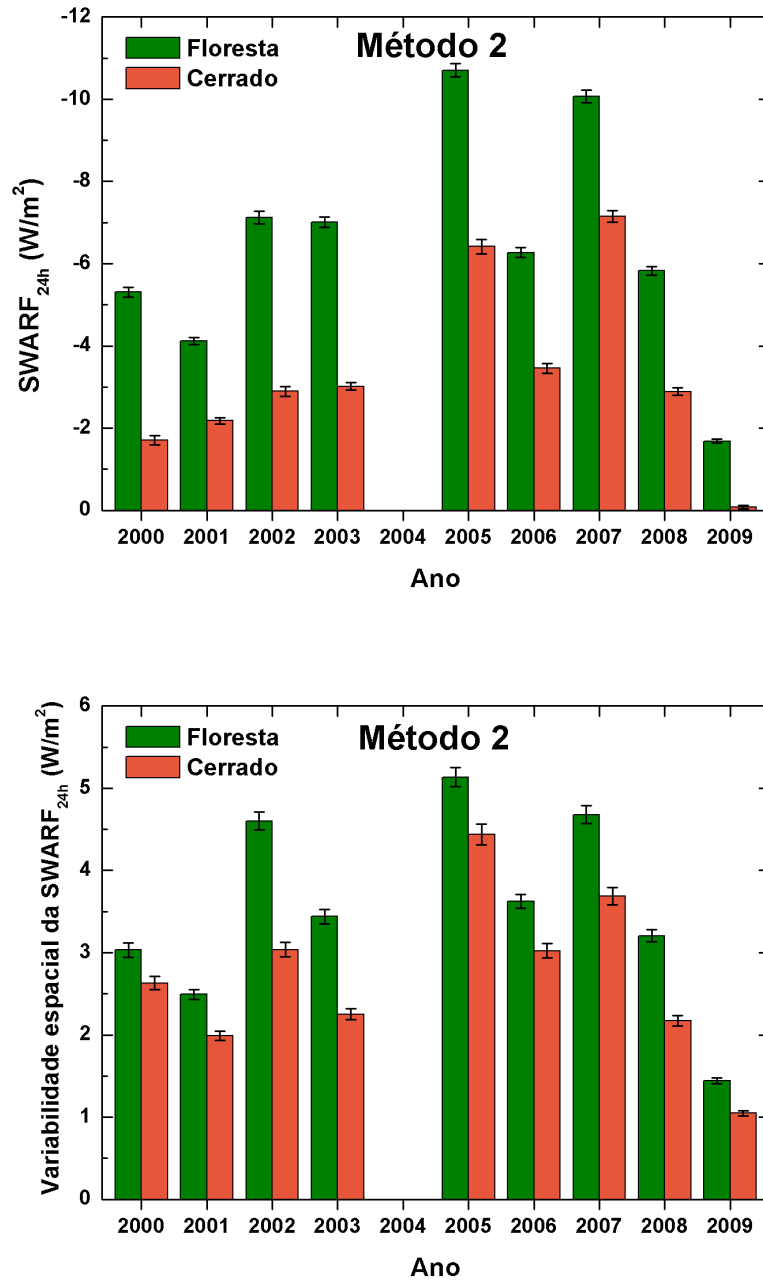 Método 2
Floresta
Cerrado
SWARF24h (W/m²)
-12
-10
-8
-6
-4
-2
0
2000 2001 2002 2003 2004 2005 2006 2007 2008 2009
Ano
Método 2
Floresta
Cerrado
Variabilidade espacial da SWARF24h (W/m²)
6
5
4
3
2
1
0
2000 2001 2002 2003 2004 2005 2006 2007 2008 2009
Ano